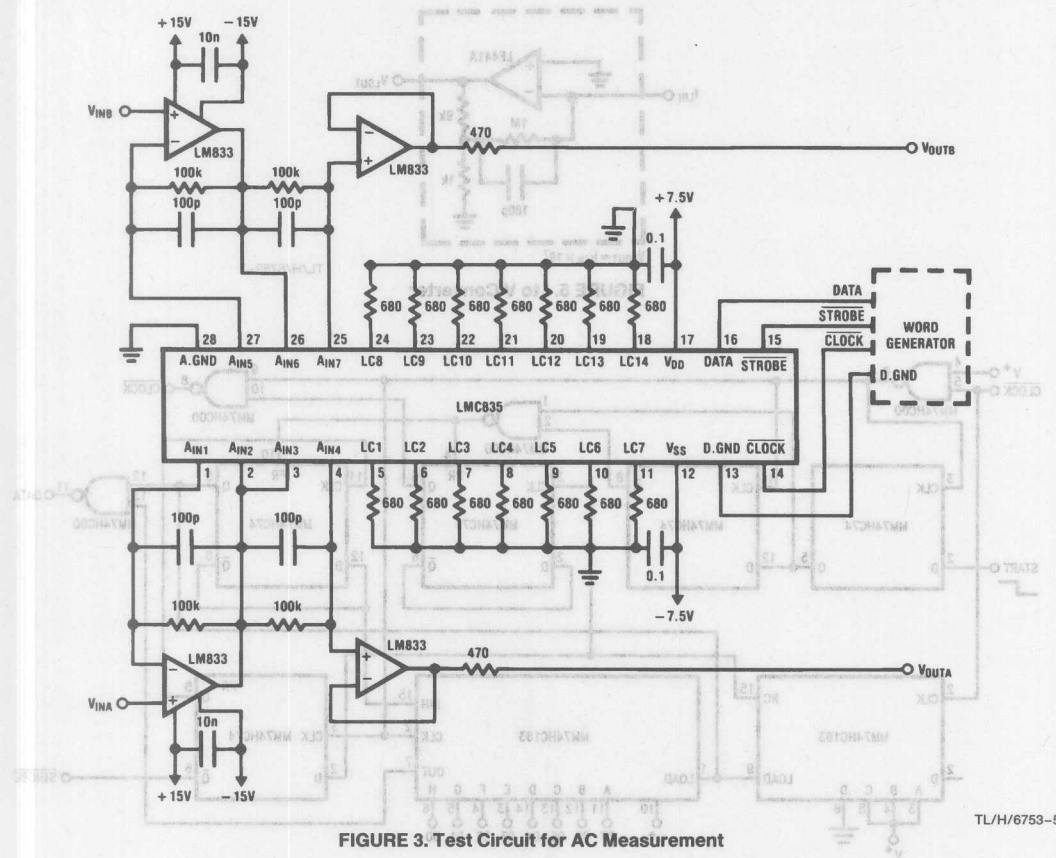 +15V -15V
10n
VINB
LM833
LM833
470
VOUTB
100k 100k
100p 100p
+7.5V
0.1
680 680 680 680 680 680 680
DATA
STROBE
CLOCK
D.GND
WORD
GENERATOR
28 27 26 25 24 23 22 21 20 19 18 17 16 15
A.GND AIN5 AIN6 AIN7 LC8 LC9 LC10 LC11 LC12 LC13 LC14 VDD DATA STROBE
LMC835
AIN1 AIN2 AIN3 AIN4 LC1 LC2 LC3 LC4 LC5 LC6 LC7 VSS D.GND CLOCK
1 2 3 4 5 6 7 8 9 10 11 12 13 14
680 680 680 680 680 680 680
100p 100p
0.1
-7.5V
100k 100k
LM833
LM833
470
VOUTA
VINA
10n
+15V -15V
TL/H/6753-5
FIGURE 3. Test Circuit for AC Measurement